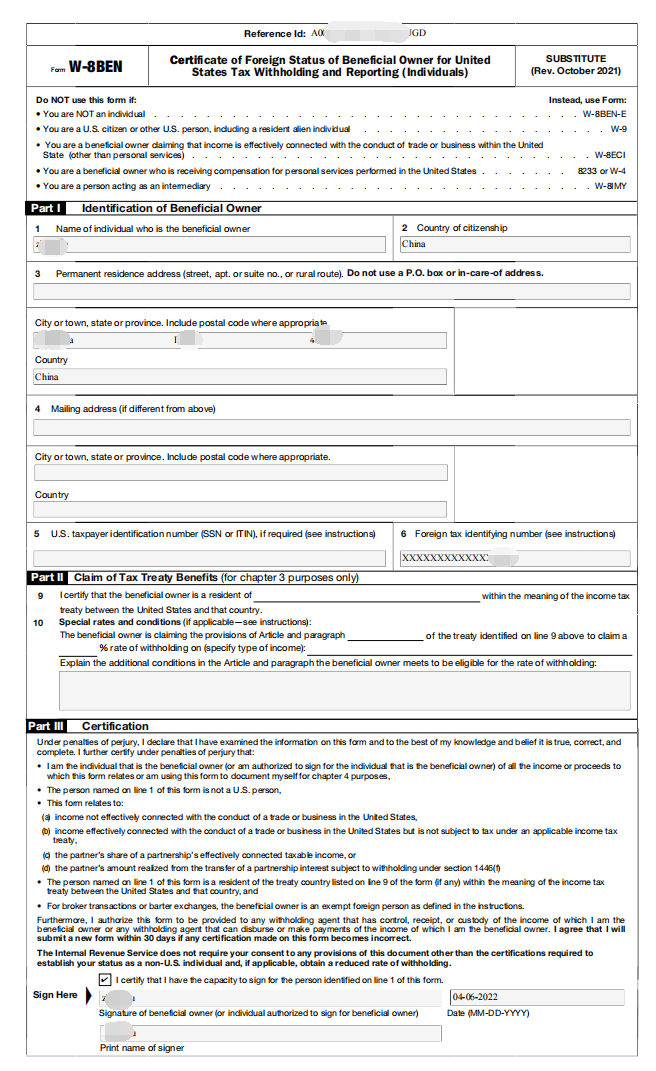 Reference Id: A0 JGD
Form W-8BEN
Certificate of Foreign Status of Beneficial Owner for United
States Tax Withholding and Reporting (Individuals)
SUBSTITUTE
(Rev. October 2021)
Do NOT use this form if: Instead, use Form:
• You are NOT an individual . . . . . . . . . . . . . . . . . . . . . . . W-8BEN-E
• You are a U.S. citizen or other U.S. person, including a resident alien individual . . . . . . . . . . . . . W-9
• You are a beneficial owner claiming that income is effectively connected with the conduct of trade or business within the United
State (other than personal services) . . . . . . . . . . . . . . . . . . . . . W-8ECI
• You are a beneficial owner who is receiving compensation for personal services performed in the United States . . . . . . . 8233 or W-4
• You are a person acting as an intermediary . . . . . . . . . . . . . . . . . . . . W-8IMY
Part I Identification of Beneficial Owner
1 Name of individual who is the beneficial owner
2 Country of citizenship
China
3 Permanent residence address (street, apt. or suite no., or rural route). Do not use a P.O. box or in-care-of address.
City or town, state or province. Include postal code where appropriate.
Country
China
4 Mailing address (if different from above)
City or town, state or province. Include postal code where appropriate.
Country
5 U.S. taxpayer identification number (SSN or ITIN), if required (see instructions)
6 Foreign tax identifying number (see instructions)
XXXXXXXXXXXXX
Part II Claim of Tax Treaty Benefits (for chapter 3 purposes only)
9 I certify that the beneficial owner is a resident of within the meaning of the income tax
treaty between the United States and that country.
10 Special rates and conditions (if applicable—see instructions):
The beneficial owner is claiming the provisions of Article and paragraph of the treaty identified on line 9 above to claim a
% rate of withholding on (specify type of income):
Explain the additional conditions in the Article and paragraph the beneficial owner meets to be eligible for the rate of withholding:
Part III Certification
Under penalties of perjury, I declare that I have examined the information on this form and to the best of my knowledge and belief it is true, correct, and
complete. I further certify under penalties of perjury that:
• I am the individual that is the beneficial owner (or am authorized to sign for the individual that is the beneficial owner) of all the income or proceeds to
which this form relates or am using this form to document myself for chapter 4 purposes,
• The person named on line 1 of this form is not a U.S. person,
• This form relates to:
(a) income not effectively connected with the conduct of a trade or business in the United States,
(b) income effectively connected with the conduct of a trade or business in the United States but is not subject to tax under an applicable income tax
treaty,
(c) the partner's share of a partnership's effectively connected taxable income, or
(d) the partner's amount realized from the transfer of a partnership interest subject to withholding under section 1446(f)
• The person named on line 1 of this form is a resident of the treaty country listed on line 9 of the form (if any) within the meaning of the income tax
treaty between the United States and that country, and
• For broker transactions or barter exchanges, the beneficial owner is an exempt foreign person as defined in the instructions.
Furthermore, I authorize this form to be provided to any withholding agent that has control, receipt, or custody of the income of which I am the
beneficial owner or any withholding agent that can disburse or make payments of the income of which I am the beneficial owner. I agree that I will
submit a new form within 30 days if any certification made on this form becomes incorrect.
The Internal Revenue Service does not require your consent to any provisions of this document other than the certifications required to
establish your status as a non-U.S. individual and, if applicable, obtain a reduced rate of withholding.
✔ I certify that I have the capacity to sign for the person identified on line 1 of this form.
Sign Here
04-06-2022
Signature of beneficial owner (or individual authorized to sign for beneficial owner) Date (MM-DD-YYYY)
Print name of signer